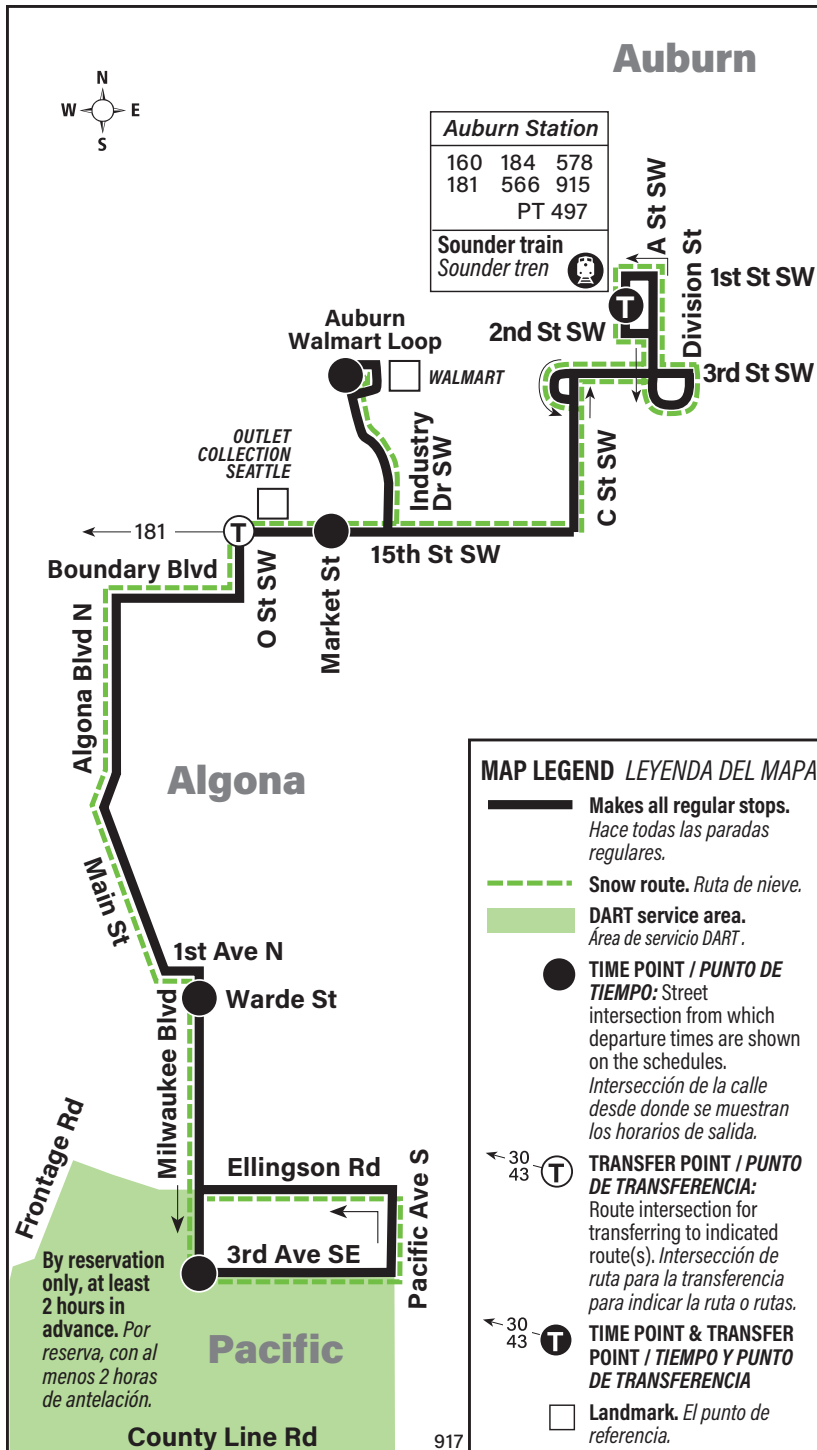 Auburn
N
W E
S
Auburn Station
160 184 578
181 566 915
PT 497
Sounder train
Sounder tren
A St SW
1st St SW
T
2nd St SW
Division St
3rd St SW
Auburn
Walmart Loop
WALMART
OUTLET
COLLECTION
SEATTLE
Industry
Dr SW
C St SW
181
T
15th St SW
Boundary Blvd
O St SW
Market St
Algona Blvd N
Algona
Main St
1st Ave N
Warde St
Milwaukee Blvd
Frontage Rd
Ellingson Rd
Pacific Ave S
3rd Ave SE
By reservation
only, at least
2 hours in
advance. Por
reserva, con al
menos 2 horas
de antelación.
Pacific
County Line Rd
917
MAP LEGEND LEYENDA DEL MAPA
Makes all regular stops.
Hace todas las paradas
regulares.
Snow route. Ruta de nieve.
DART service area.
Área de servicio DART .
TIME POINT / PUNTO DE
TIEMPO: Street
intersection from which
departure times are shown
on the schedules.
Intersección de la calle
desde donde se muestran
los horarios de salida.
30
43 T
TRANSFER POINT / PUNTO
DE TRANSFERENCIA:
Route intersection for
transferring to indicated
route(s). Intersección de
ruta para la transferencia
para indicar la ruta o rutas.
30
43 T
TIME POINT & TRANSFER
POINT / TIEMPO Y PUNTO
DE TRANSFERENCIA
Landmark. El punto de
referencia.